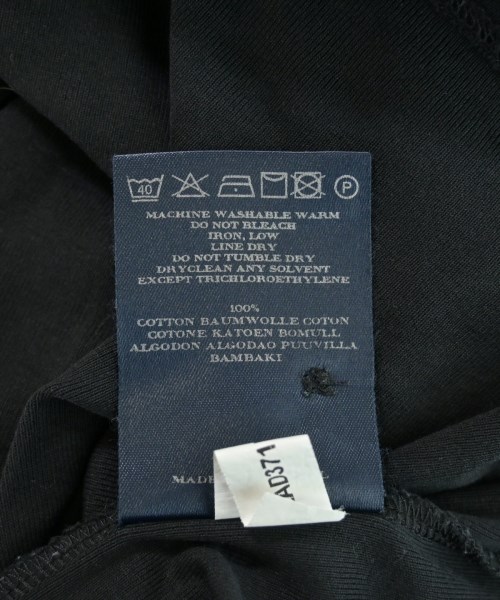 40 P
MACHINE WASHABLE WARM
DO NOT BLEACH
IRON, LOW
LINE DRY
DO NOT TUMBLE DRY
DRYCLEAN ANY SOLVENT
EXCEPT TRICHLOROETHYLENE
100%
COTTON BAUMWOLLE COTON
COTONE KATOEN BOMULL
ALGODON ALGODAO PUUVILLA
BAMBAKI
AD371